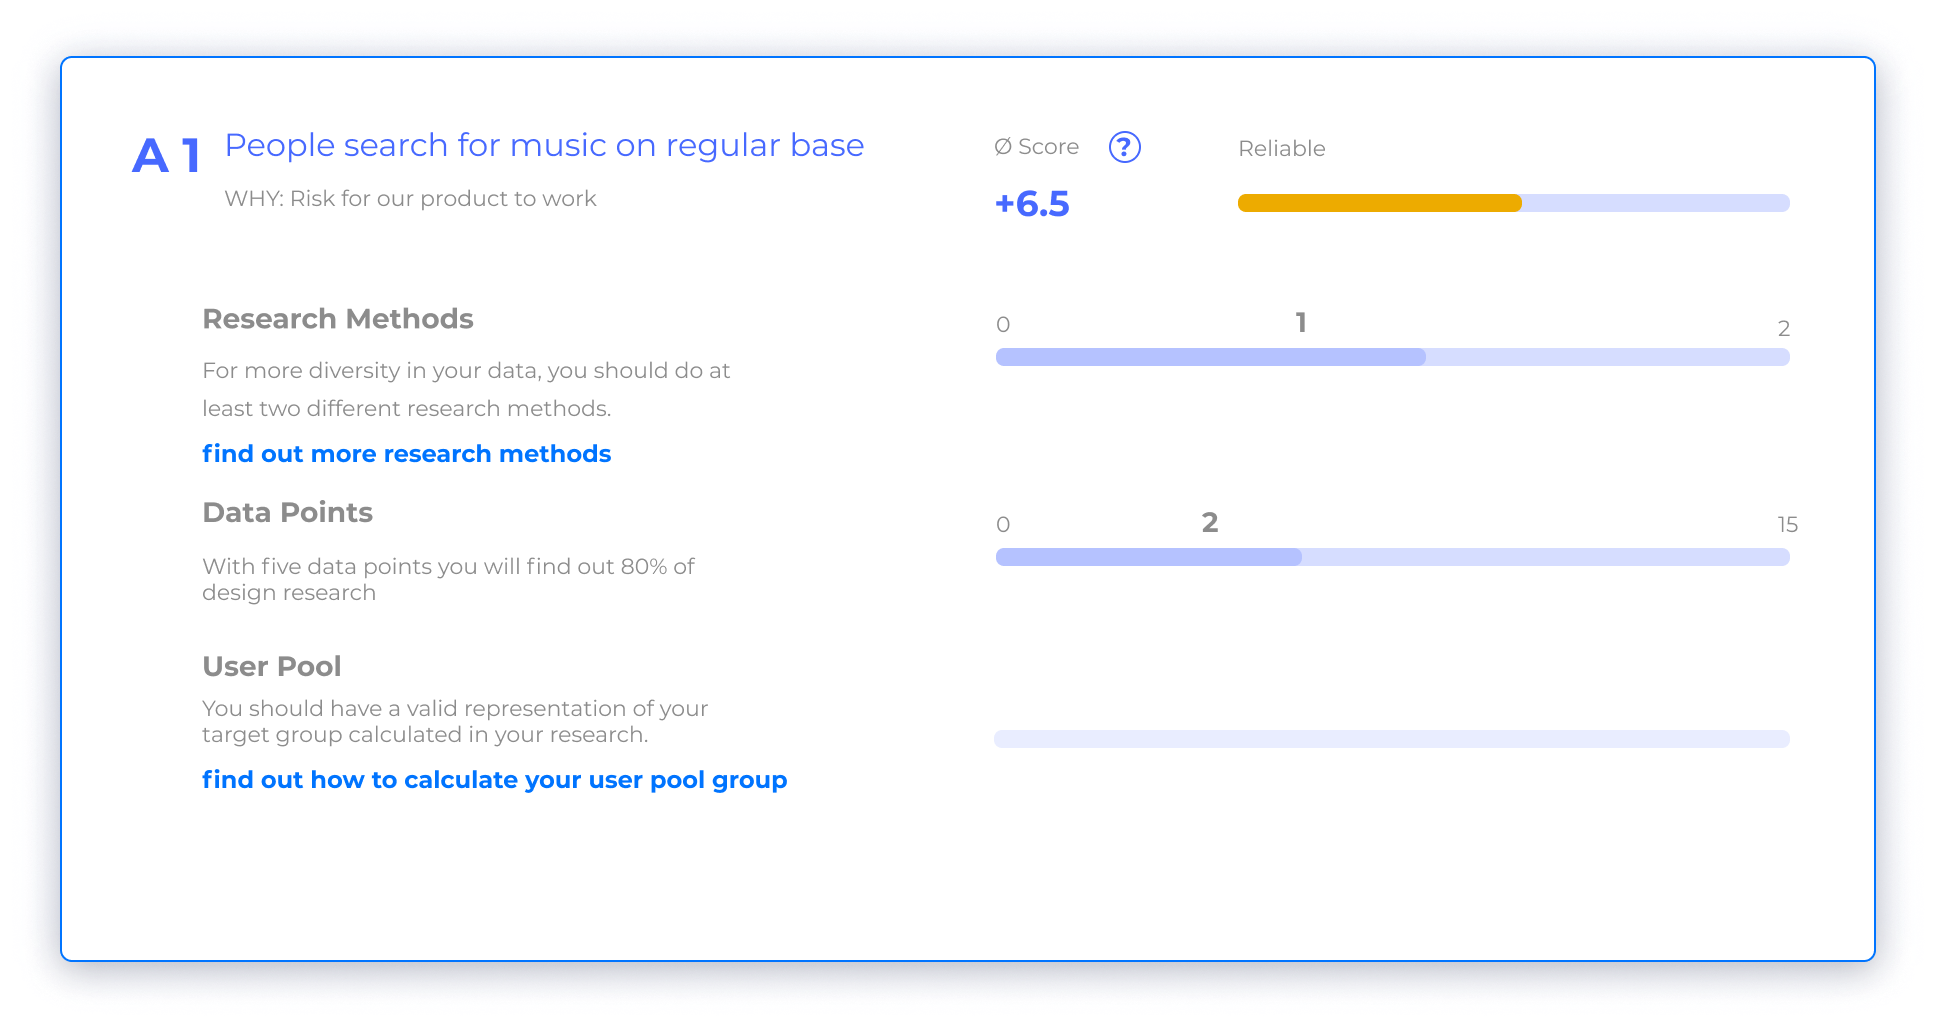 A 1 People search for music on regular base
WHY: Risk for our product to work
Ø Score ?
+6.5
Reliable
Research Methods
For more diversity in your data, you should do at
least two different research methods.
find out more research methods
0 1 2
Data Points
With five data points you will find out 80% of
design research
0 2 15
User Pool
You should have a valid representation of your
target group calculated in your research.
find out how to calculate your user pool group